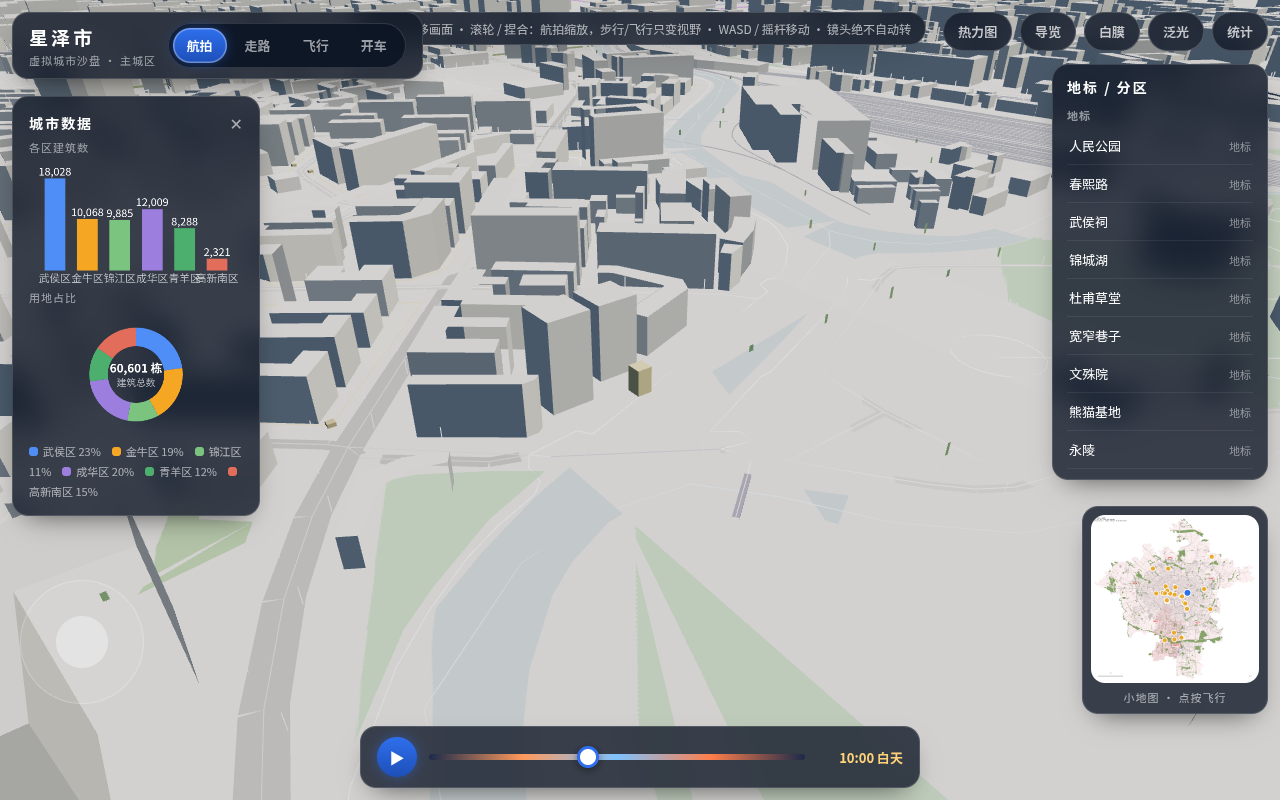 星泽市
虚拟城市沙盘 · 主城区
航拍
走路
飞行
开车
移画面 · 滚轮 / 捏合：航拍缩放，步行/飞行只变视野 · WASD / 摇杆移动 · 镜头绝不自动转
热力图
导览
白膜
泛光
统计
城市数据
×
各区建筑数
18,028
10,068
9,885
12,009
8,288
2,321
武侯区
金牛区
锦江区
成华区
青羊区
高新南区
用地占比
60,601 栋
建筑总数
武侯区 23% 金牛区 19% 锦江区
11% 成华区 20% 青羊区 12%
高新南区 15%
地标 / 分区
地标
人民公园 地标
春熙路 地标
武侯祠 地标
锦城湖 地标
杜甫草堂 地标
宽窄巷子 地标
文殊院 地标
熊猫基地 地标
永陵 地标
小地图 · 点按飞行
10:00 白天